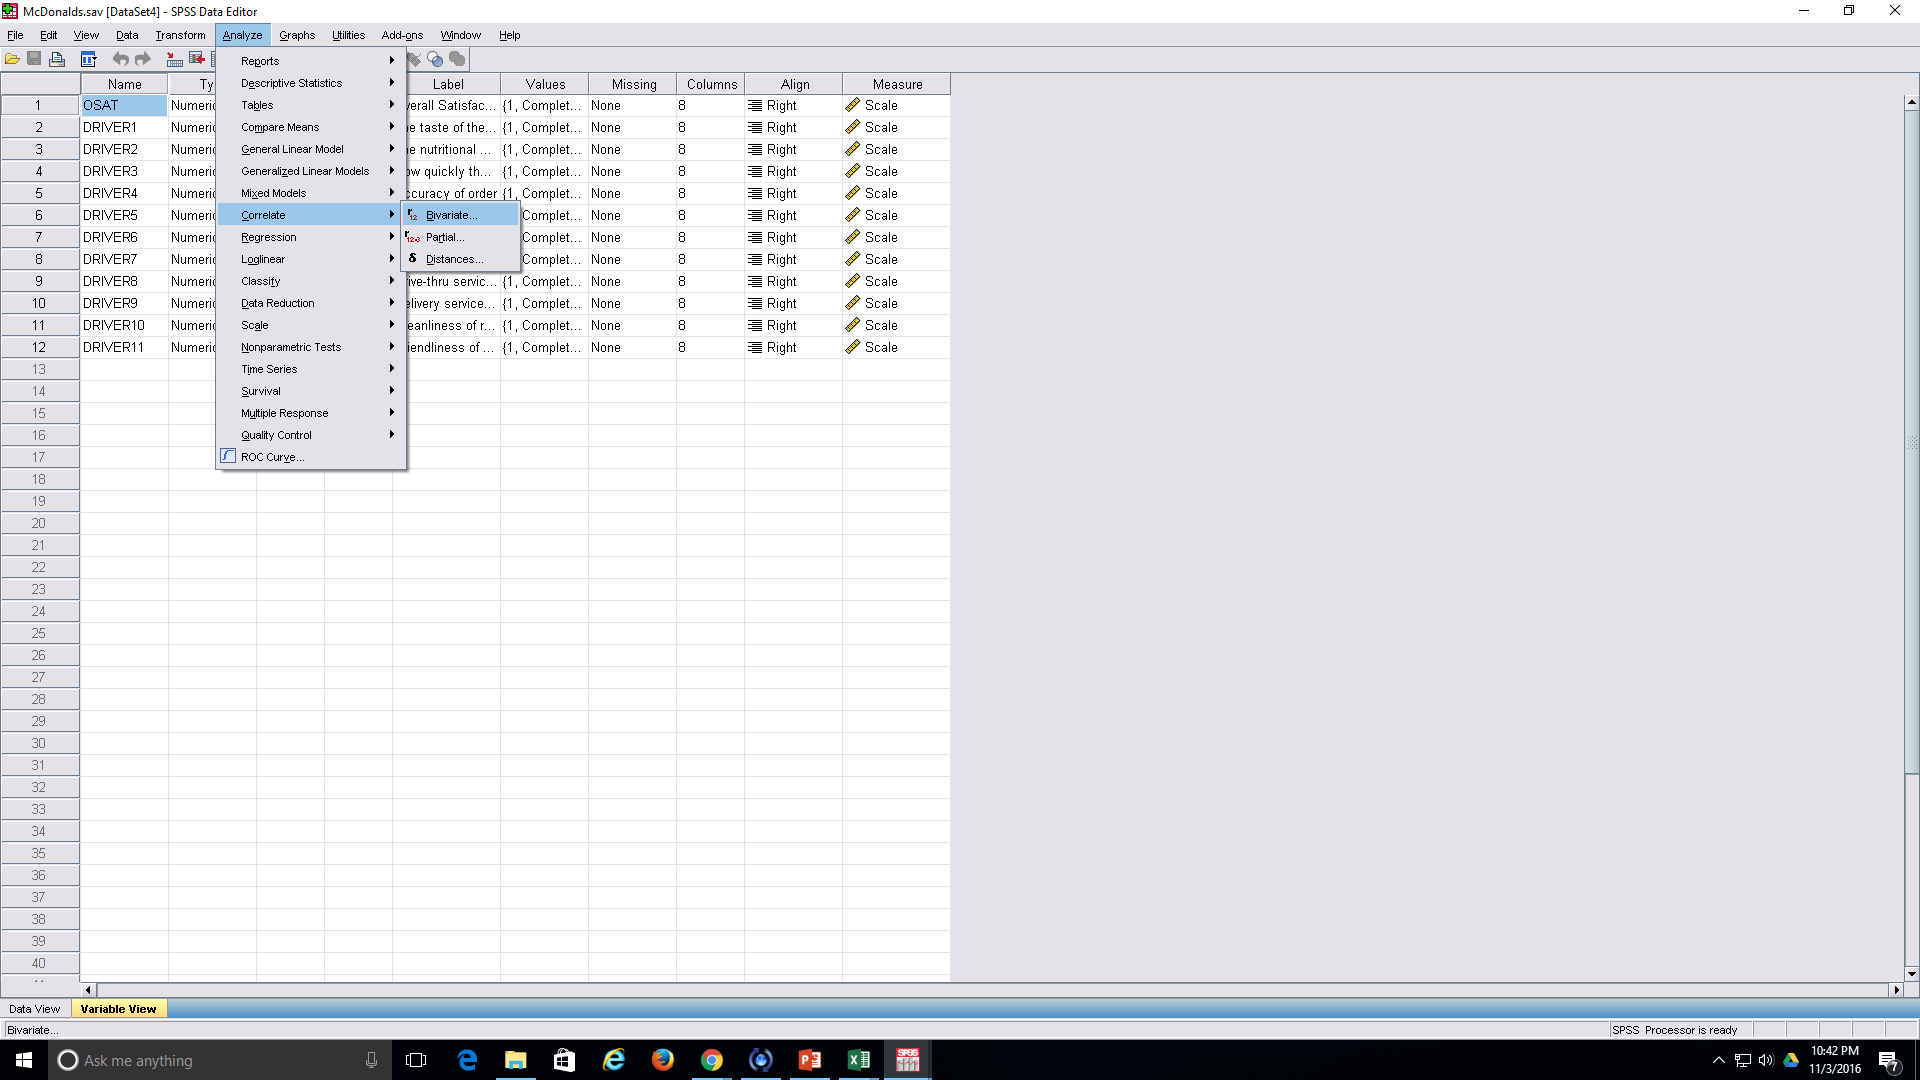 McDonalds.sav [DataSet4] - SPSS Data Editor
File Edit View Data Transform Analyze Graphs Utilities Add-ons Window Help
Name Ty Label Values Missing Columns Align Measure
1 OSAT Numeric verall Satisfac... {1, Complet... None 8 Right Scale
2 DRIVER1 Numeric e taste of the... {1, Complet... None 8 Right Scale
3 DRIVER2 Numeric e nutritional ... {1, Complet... None 8 Right Scale
4 DRIVER3 Numeric ow quickly th... {1, Complet... None 8 Right Scale
5 DRIVER4 Numeric ccuracy of order {1, Complet... None 8 Right Scale
6 DRIVER5 Numeric , Complet... None 8 Right Scale
7 DRIVER6 Numeric , Complet... None 8 Right Scale
8 DRIVER7 Numeric , Complet... None 8 Right Scale
9 DRIVER8 Numeric ive-thru servic... {1, Complet... None 8 Right Scale
10 DRIVER9 Numeric elivery service... {1, Complet... None 8 Right Scale
11 DRIVER10 Numeric eanliness of r... {1, Complet... None 8 Right Scale
12 DRIVER11 Numeric iendliness of ... {1, Complet... None 8 Right Scale
13
14
15
16
17
18
19
20
21
22
23
24
25
26
27
28
29
30
31
32
33
34
35
36
37
38
39
40
Reports
Descriptive Statistics
Tables
Compare Means
General Linear Model
Generalized Linear Models
Mixed Models
Correlate
Regression
Loglinear
Classify
Data Reduction
Scale
Nonparametric Tests
Time Series
Survival
Multiple Response
Quality Control
ROC Curve...
r12 Bivariate...
r12·3 Partial...
δ Distances...
Data View Variable View
Bivariate...
SPSS Processor is ready
Ask me anything
SPSS
10:42 PM
11/3/2016
7